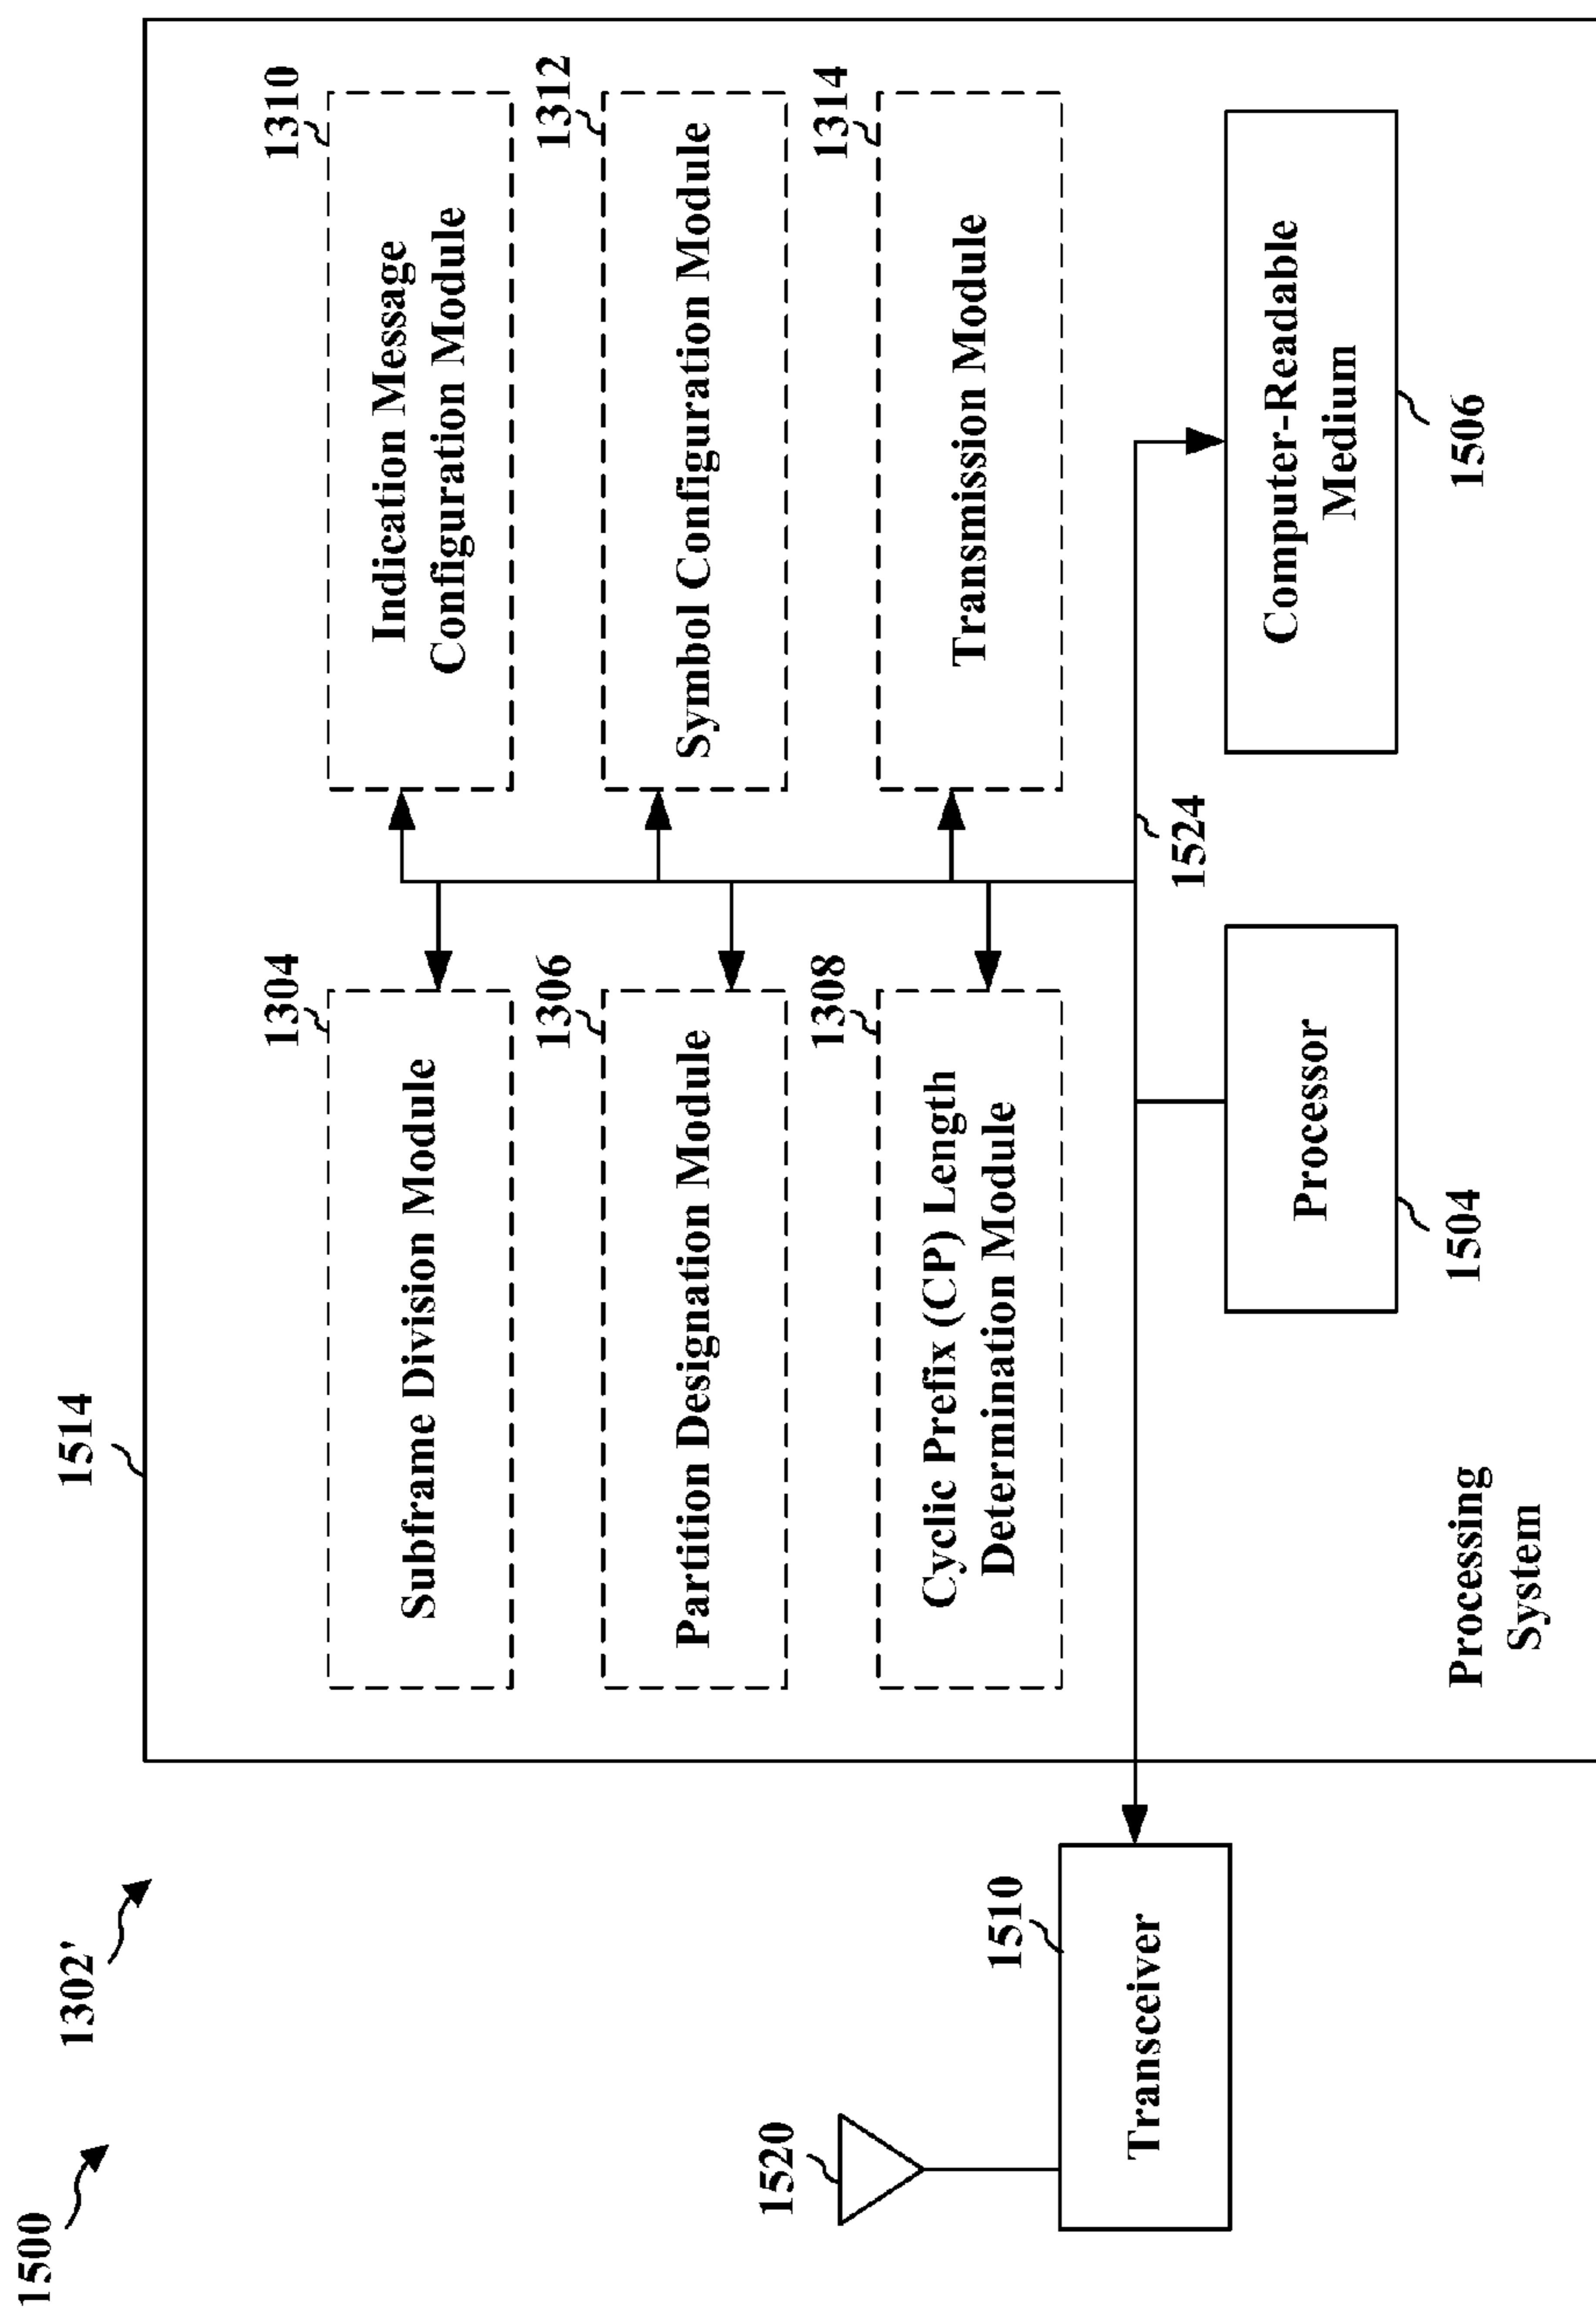 1500
1302'
1514
1304
Subframe Division Module
1310
Indication Message
Configuration Module
1306
Partition Designation Module
1312
Symbol Configuration Module
1308
Cyclic Prefix (CP) Length
Determination Module
1314
Transmission Module
1520
1510
Transceiver
1524
Processor
1504
Computer-Readable
Medium
1506
Processing
System